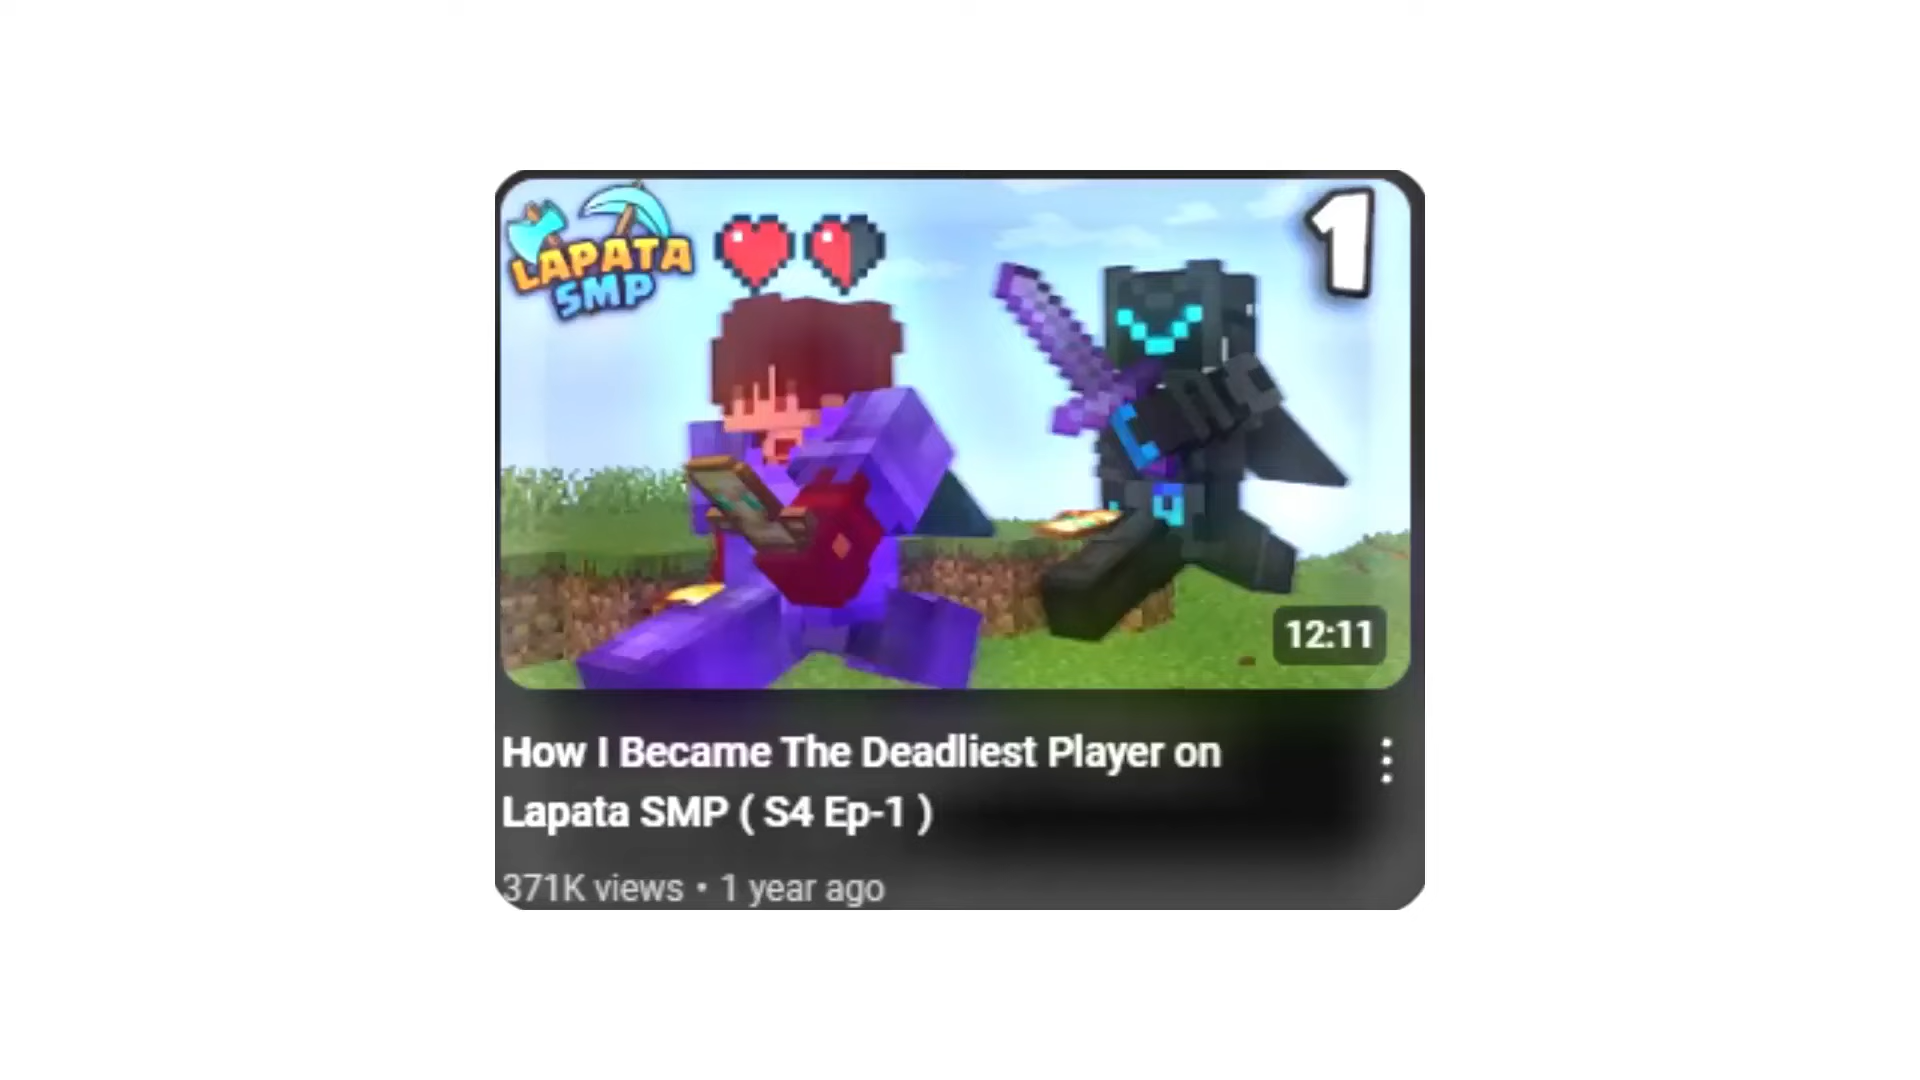 LAPATA
SMP
1
12:11
How I Became The Deadliest Player on
Lapata SMP ( S4 Ep-1 )
371K views • 1 year ago